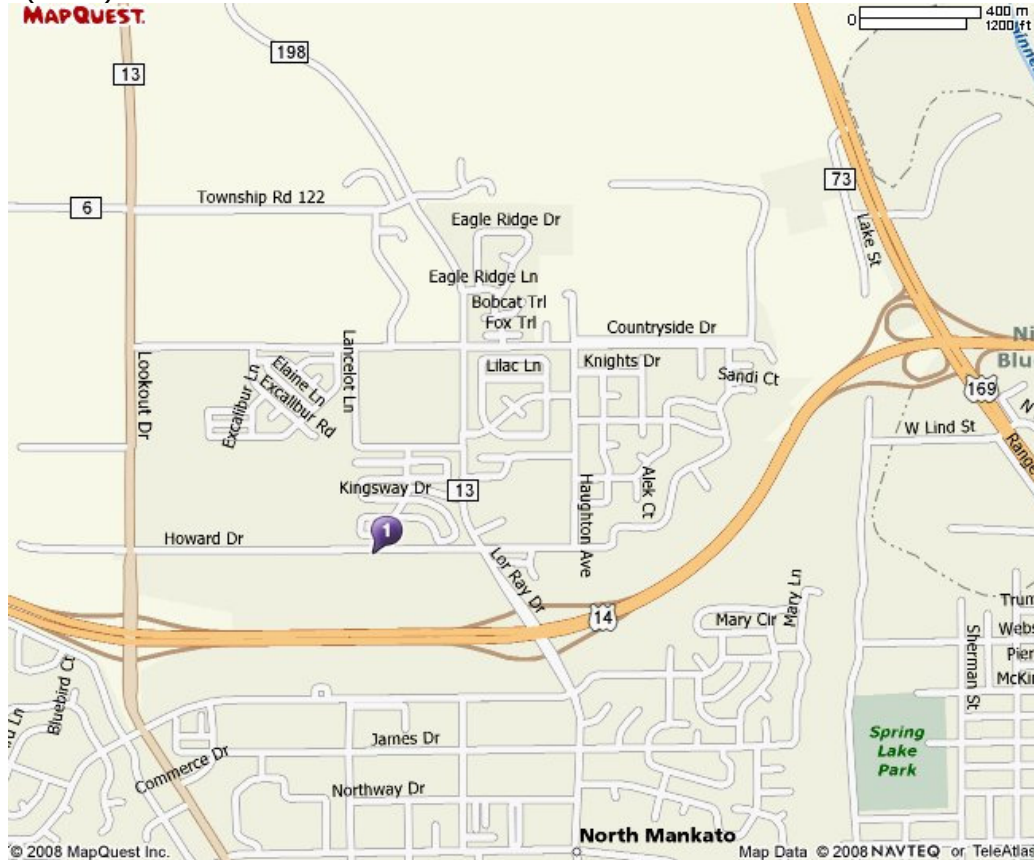 MAPQUEST.
0
400 m
1200 ft
198
13
Township Rd 122
6
73
Eagle Ridge Dr
Lake St
Eagle Ridge Ln
Bobcat Trl
Fox Trl
Countryside Dr
Lookout Dr
Lancelot Ln
Elaine Ln
Lilac Ln
Knights Dr
Sandi Ct
Excalibur Ln
Excalibur Rd
169
N
W Lind St
Kingsway Dr
13
Haughton Ave
Alek Ct
Howard Dr
1
Lor Ray Dr
14
Mary Cir
Mary Ln
Sherman St
Bluebird Ct
James Dr
Commerce Dr
Northway Dr
Spring
Lake
Park
North Mankato
© 2008 MapQuest Inc.
Map Data © 2008 NAVTEQ or TeleAtlas